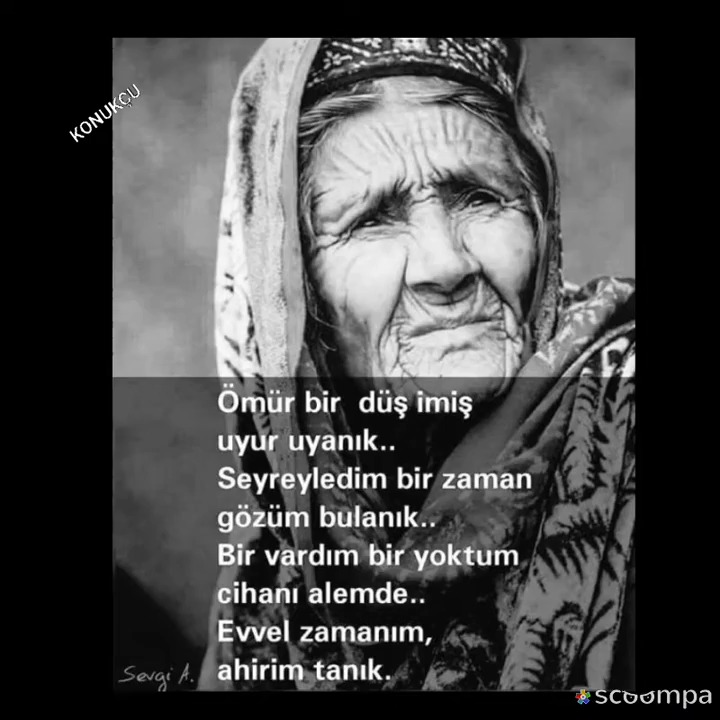 KONUKÇU
Ömür bir düş imiş
uyur uyanık..
Seyreyledim bir zaman
gözüm bulanık..
Bir vardım bir yoktum
cihanı alemde..
Evvel zamanım,
ahirim tanık.
Sevgi A.
scoompa